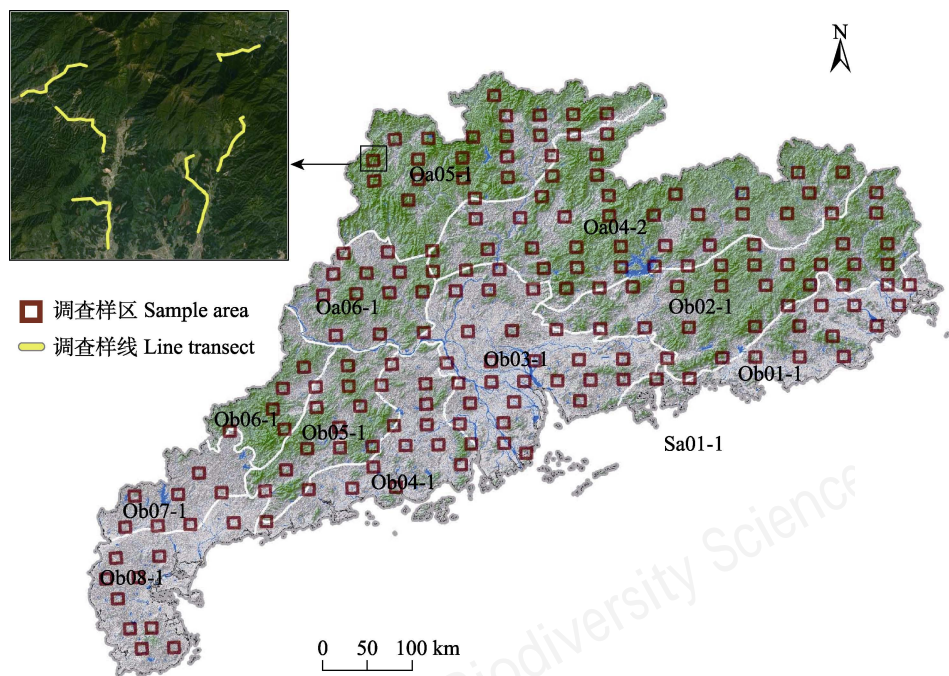 N
Oa05-1
Oa04-2
Oa06-1
Ob02-1
调查样区 Sample area
调查样线 Line transect
Ob03-1
Ob01-1
Ob06-1
Ob05-1
Sa01-1
Ob04-1
Ob07-1
Ob08-1
0 50 100 km
Biodiversity Science